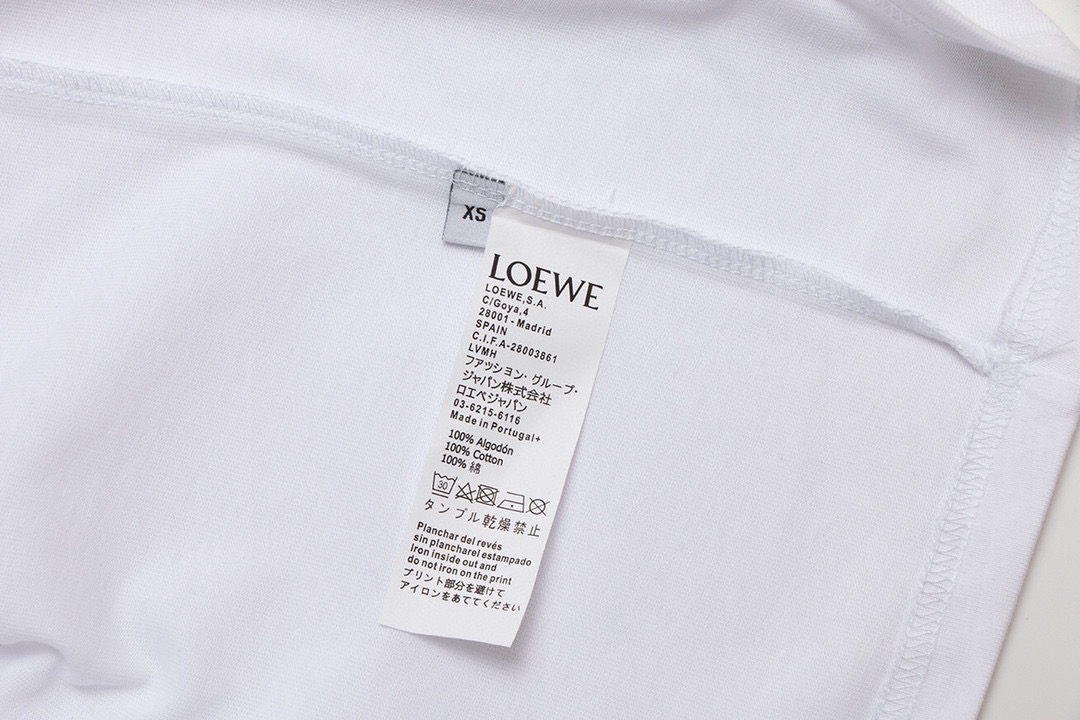 XS
LOEWE
LOEWE,S.A.
C/Goya,4
28001 - Madrid
SPAIN
C.I.F.A-28003861
LVMH
ファッション・グループ・
ジャパン株式会社
ロエベジャパン
03-6215-6116
Made in Portugal+
100% Algodón
100% Cotton
100% 綿
30
タンブル乾燥禁止
Planchar del revés
sin plancharel estampado
Iron inside out and
do not iron on the print
プリント部分を避けて
アイロンをあててください